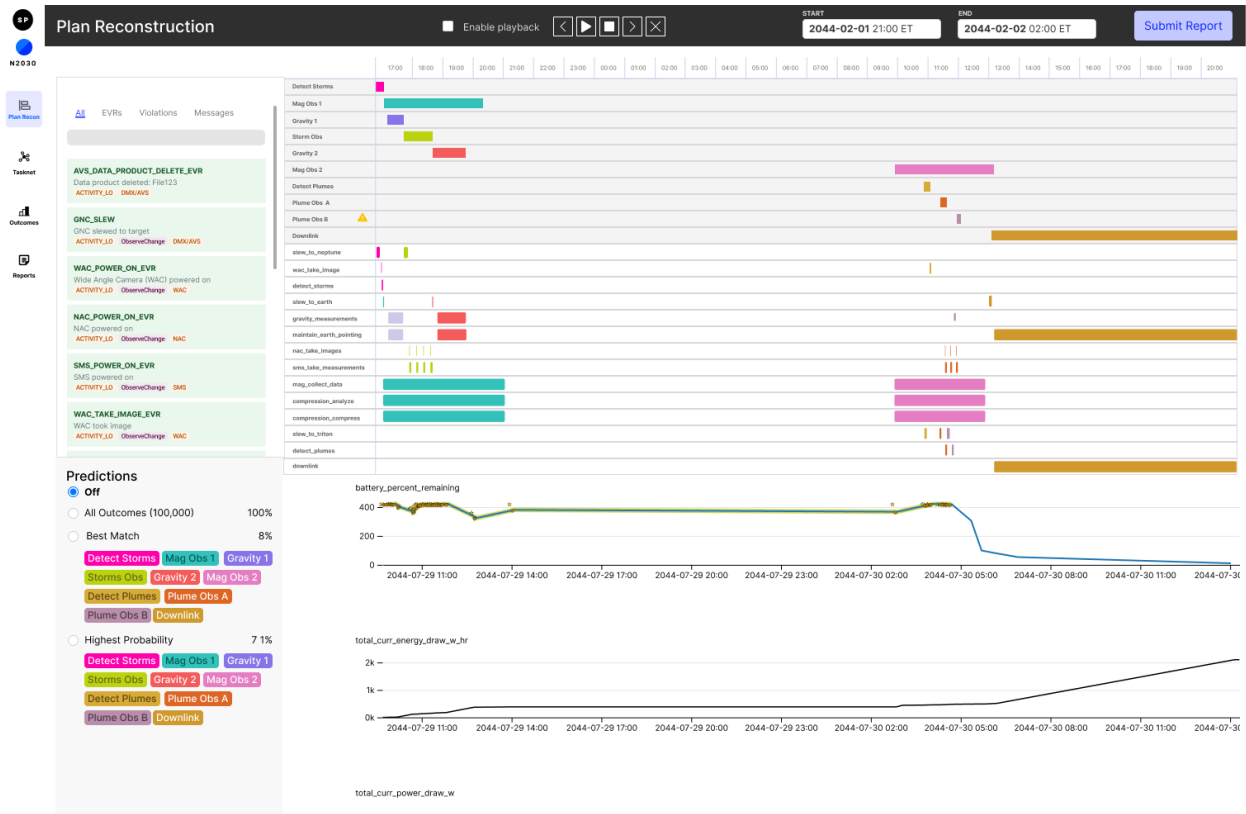 SP
Plan Reconstruction
Enable playback
START
2044-02-01 21:00 ET
END
2044-02-02 02:00 ET
Submit Report
N2030
Plan Recon
Tasknet
Outcomes
Reports
17:00 18:00 19:00 20:00 21:00 22:00 23:00 00:00 01:00 02:00 03:00 04:00 05:00 06:00 07:00 08:00 09:00 10:00 11:00 12:00 13:00 14:00 15:00 16:00 17:00 18:00 19:00 20:00
All EVRs Violations Messages
AVS_DATA_PRODUCT_DELETE_EVR
Data product deleted: File123
ACTIVITY_LO DMX/AVS
GNC_SLEW
GNC slewed to target
ACTIVITY_LO ObserveChange DMX/AVS
WAC_POWER_ON_EVR
Wide Angle Camera (WAC) powered on
ACTIVITY_LO ObserveChange WAC
NAC_POWER_ON_EVR
NAC powered on
ACTIVITY_LO ObserveChange NAC
SMS_POWER_ON_EVR
SMS powered on
ACTIVITY_LO ObserveChange SMS
WAC_TAKE_IMAGE_EVR
WAC took image
ACTIVITY_LO ObserveChange WAC
Detect Storms
Mag Obs 1
Gravity 1
Storm Obs
Gravity 2
Mag Obs 2
Detect Plumes
Plume Obs A
Plume Obs B
Downlink
slew_to_neptune
wac_take_image
detect_storms
slew_to_earth
gravity_measurements
maintain_earth_pointing
nac_take_images
sms_take_measurements
mag_collect_data
compression_analyze
compression_compress
slew_to_triton
detect_plumes
downlink
Predictions
Off
All Outcomes (100,000) 100%
Best Match 8%
Detect Storms Mag Obs 1 Gravity 1
Storms Obs Gravity 2 Mag Obs 2
Detect Plumes Plume Obs A
Plume Obs B Downlink
Highest Probability 7 1%
Detect Storms Mag Obs 1 Gravity 1
Storms Obs Gravity 2 Mag Obs 2
Detect Plumes Plume Obs A
Plume Obs B Downlink
battery_percent_remaining
400
200
0
2044-07-29 11:00 2044-07-29 14:00 2044-07-29 17:00 2044-07-29 20:00 2044-07-29 23:00 2044-07-30 02:00 2044-07-30 05:00 2044-07-30 08:00 2044-07-30 11:00 2044-07-30
total_curr_energy_draw_w_hr
2k
1k
0k
2044-07-29 11:00 2044-07-29 14:00 2044-07-29 17:00 2044-07-29 20:00 2044-07-29 23:00 2044-07-30 02:00 2044-07-30 05:00 2044-07-30 08:00 2044-07-30 11:00 2044-07-30
total_curr_power_draw_w